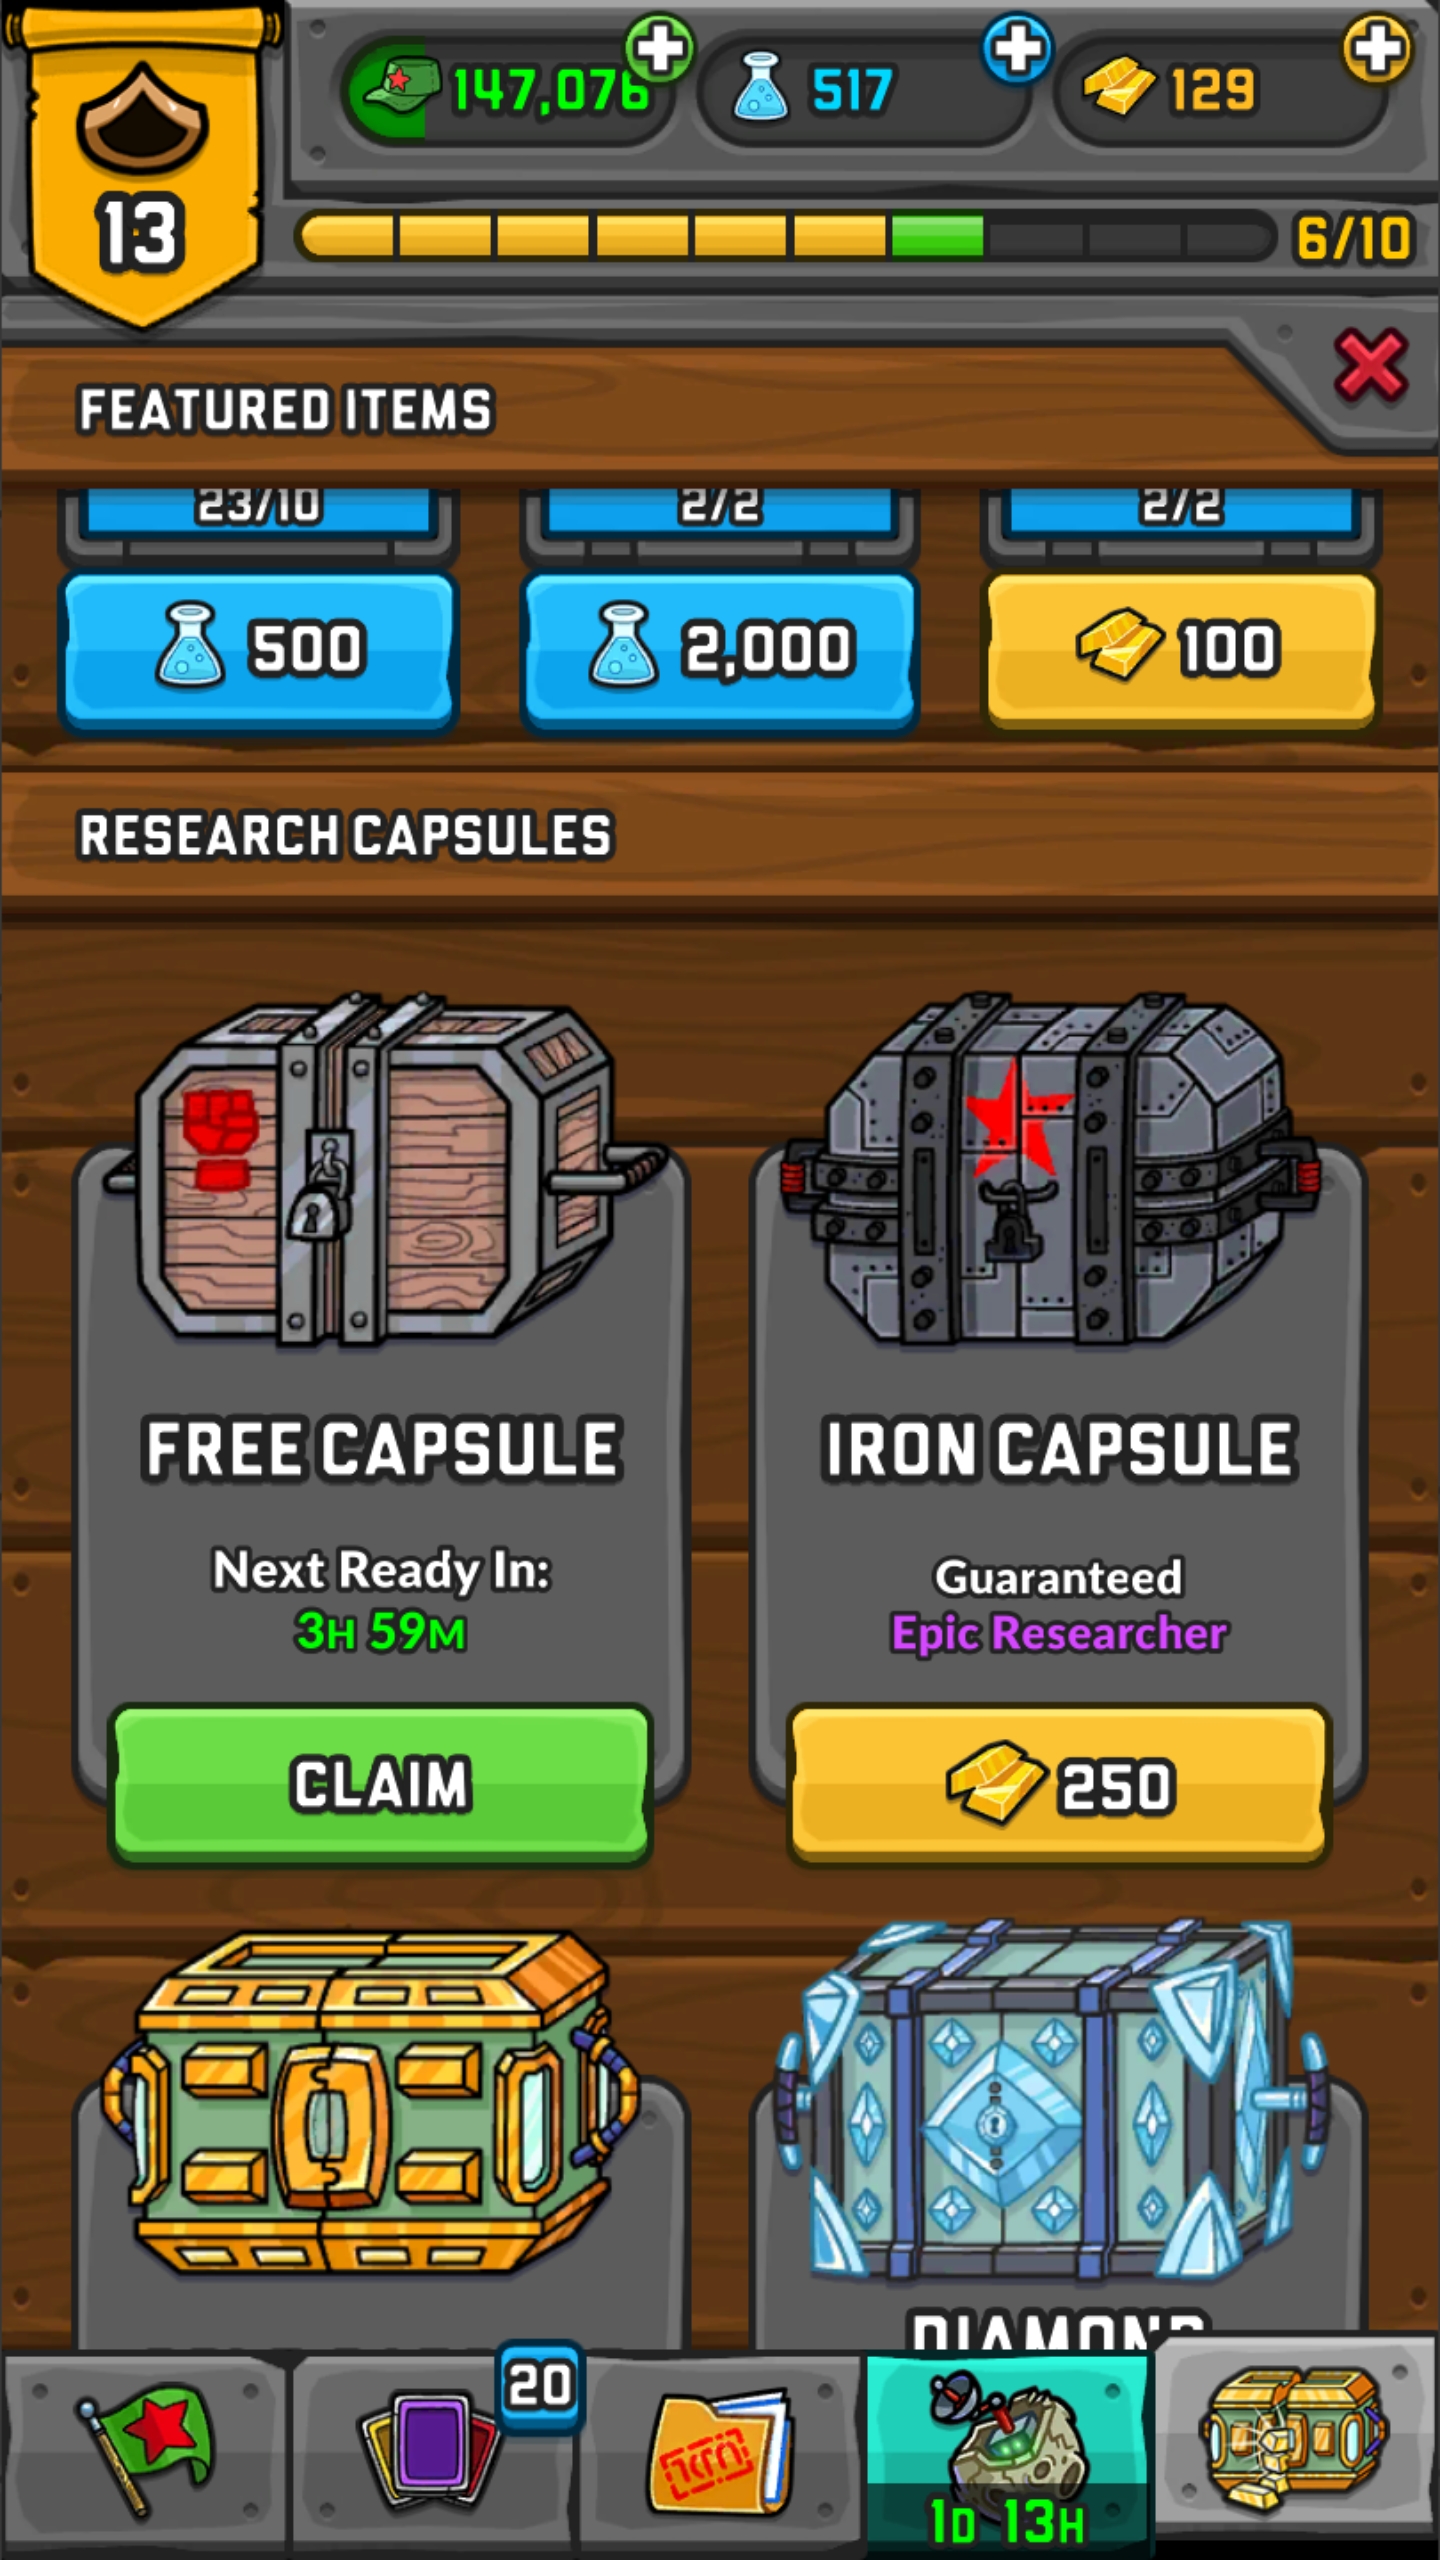 147,076
517
129
13
6/10
FEATURED ITEMS
23/10
2/2
2/2
500
2,000
100
RESEARCH CAPSULES
FREE CAPSULE
Next Ready In:
3H 59M
CLAIM
IRON CAPSULE
Guaranteed
Epic Researcher
250
DIAMOND
20
1D 13H